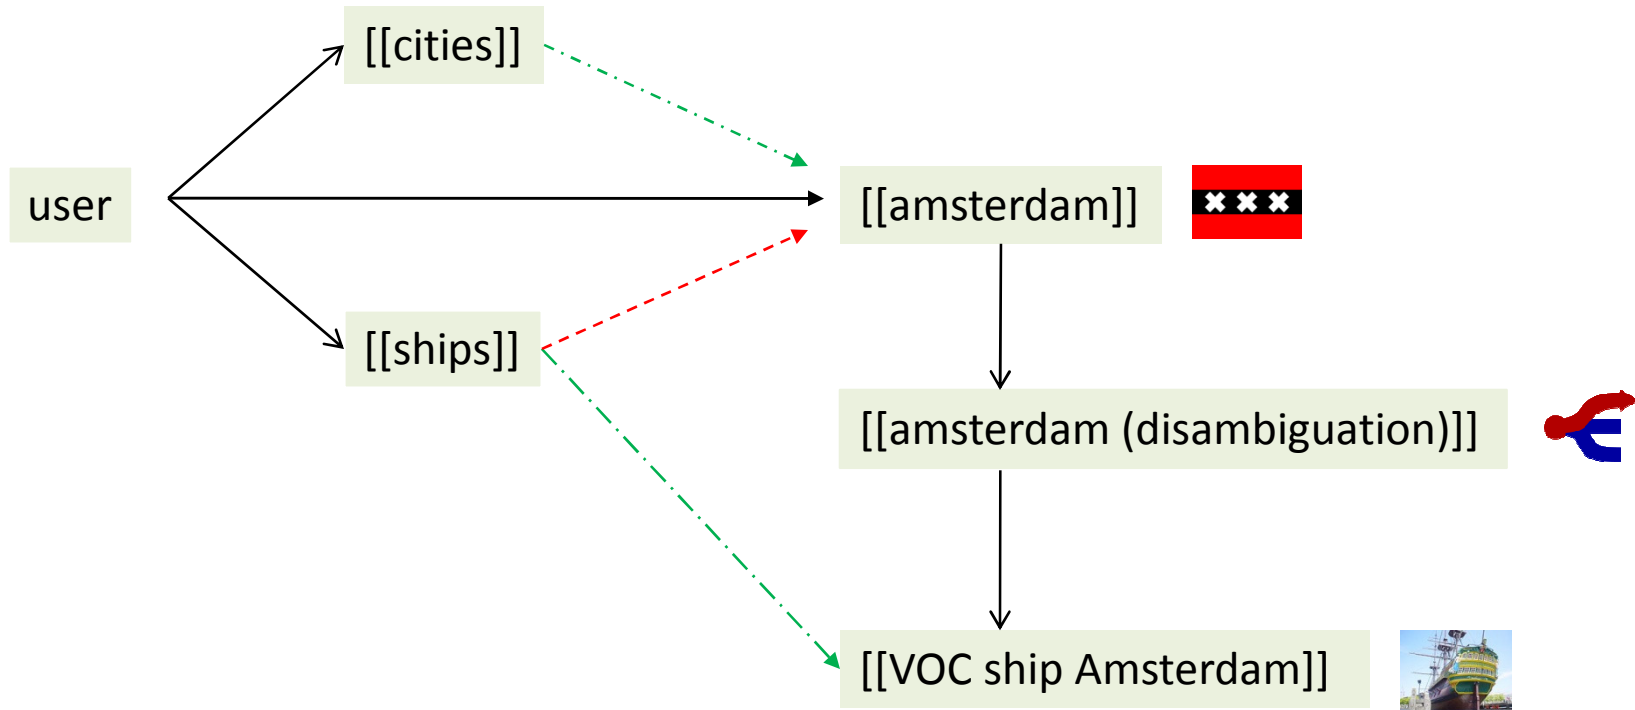 [[cities]]
user
[[amsterdam]]
[[ships]]
[[amsterdam (disambiguation)]]
[[VOC ship Amsterdam]]